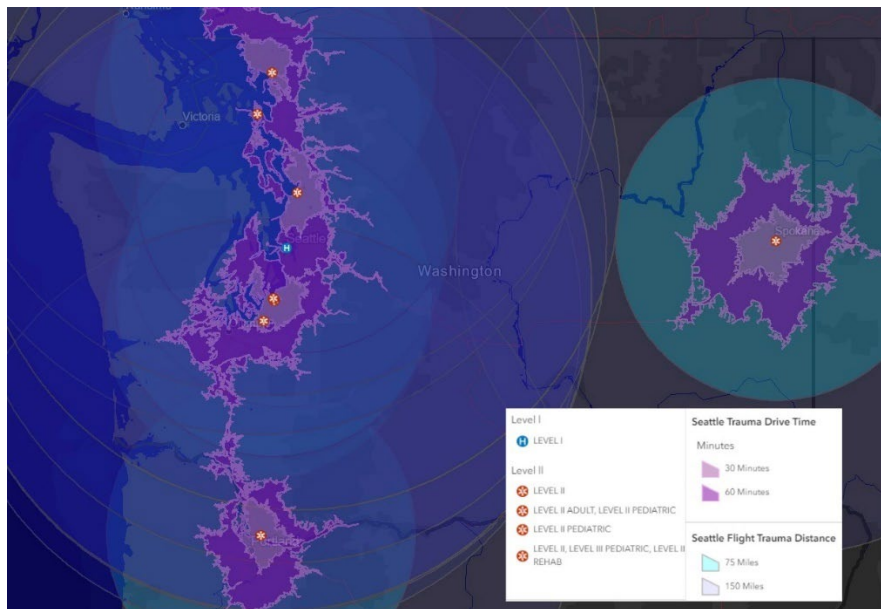 Victoria
Seattle
Washington
Spokane
Level I
LEVEL I
Level II
LEVEL II
LEVEL II ADULT, LEVEL II PEDIATRIC
LEVEL II PEDIATRIC
LEVEL II, LEVEL III PEDIATRIC, LEVEL II
REHAB
Seattle Trauma Drive Time
Minutes
30 Minutes
60 Minutes
Seattle Flight Trauma Distance
75 Miles
150 Miles